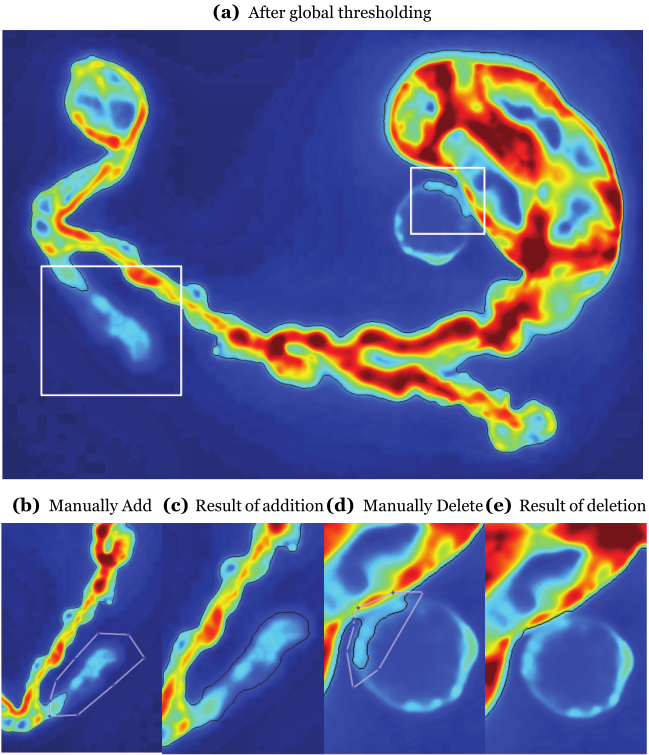 (a) After global thresholding
(b) Manually Add (c) Result of addition (d) Manually Delete (e) Result of deletion